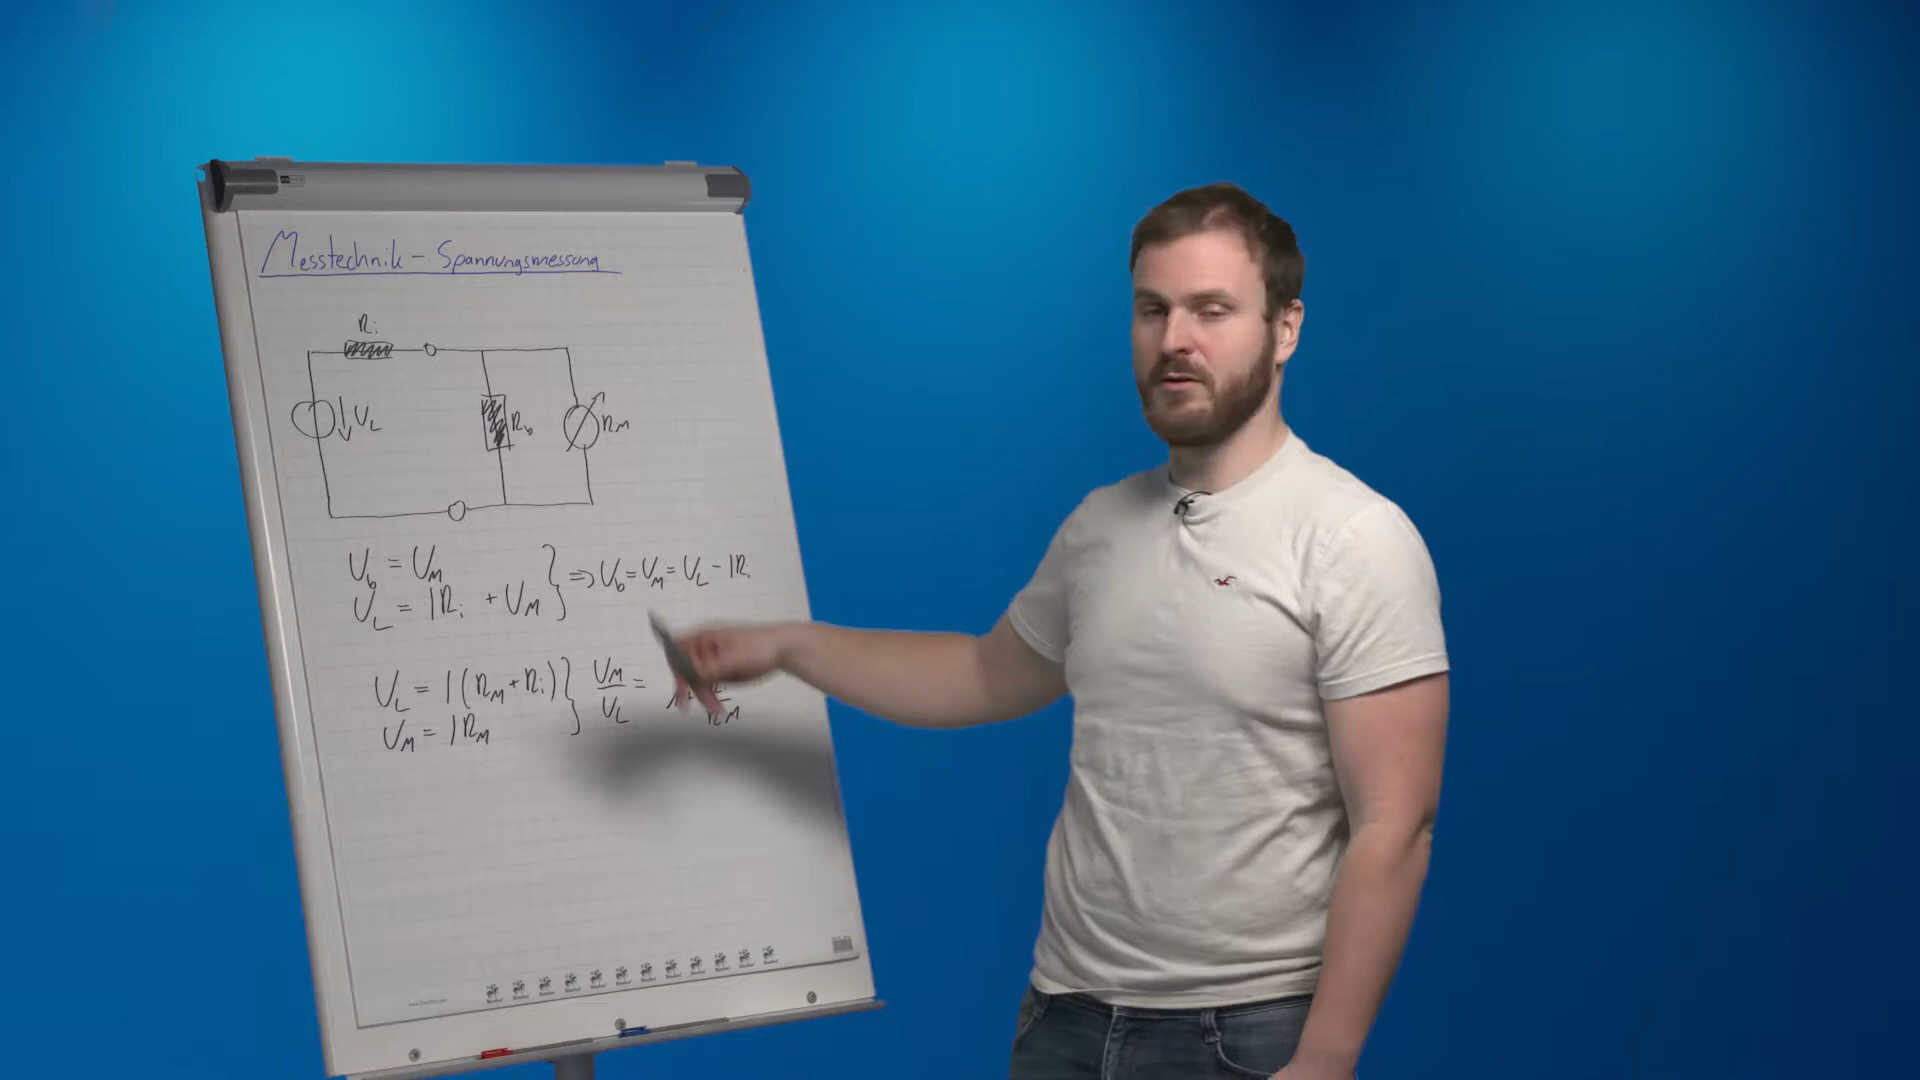 Messtechnik - Spannungsmessung
Ri
UL
Rb
RM
Ub = UM
UL = IRi + UM
=> Ub = UM = UL - IRi
UL = I(RM + Ri)
UM = IRM
UM/UL =
RM